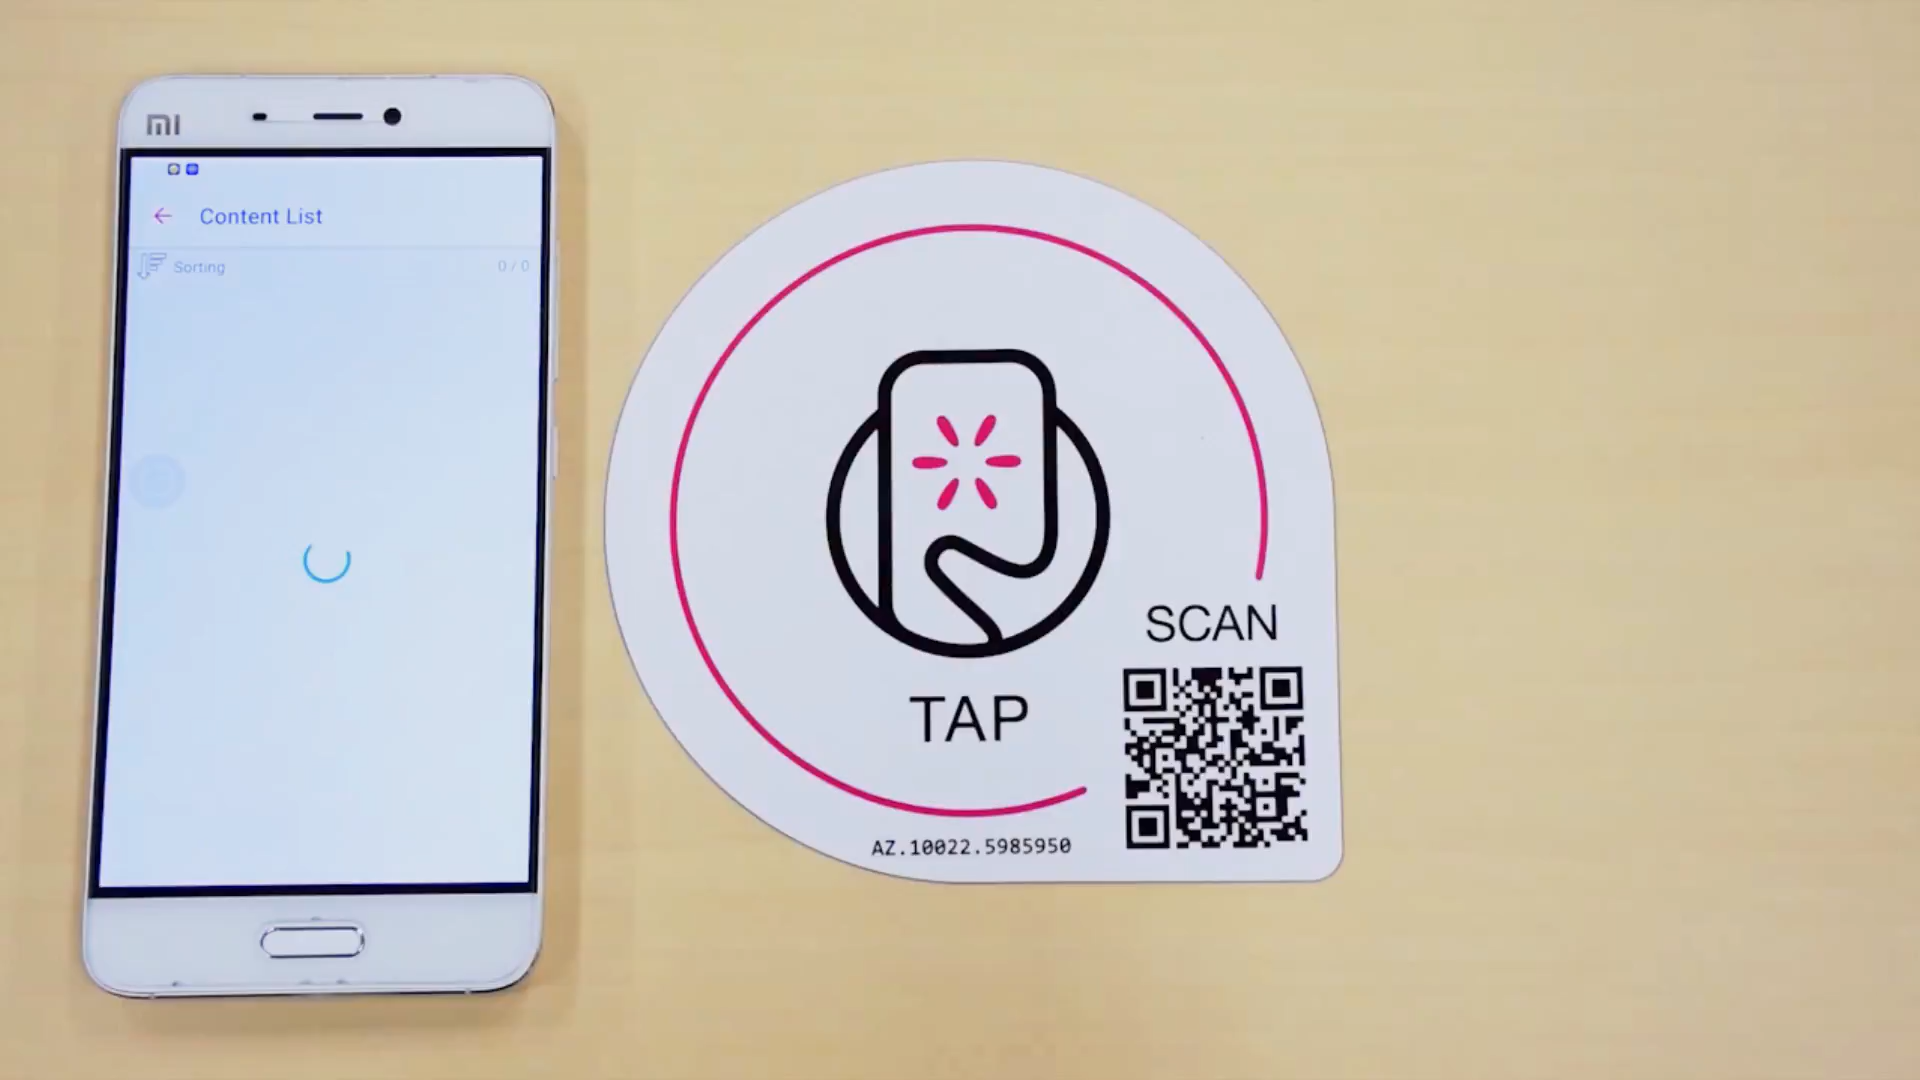 MI
Content List
Sorting
0 / 0
SCAN
TAP
AZ.10022.5985950